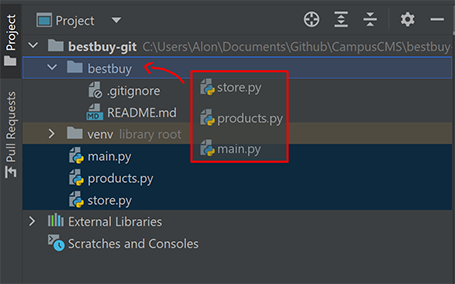 Project
Project
Pull Requests
bestbuy-git C:\Users\Alon\Documents\Github\CampusCMS\bestbuy
bestbuy
.gitignore
MD
README.md
venv library root
main.py
products.py
store.py
store.py
products.py
main.py
External Libraries
Scratches and Consoles